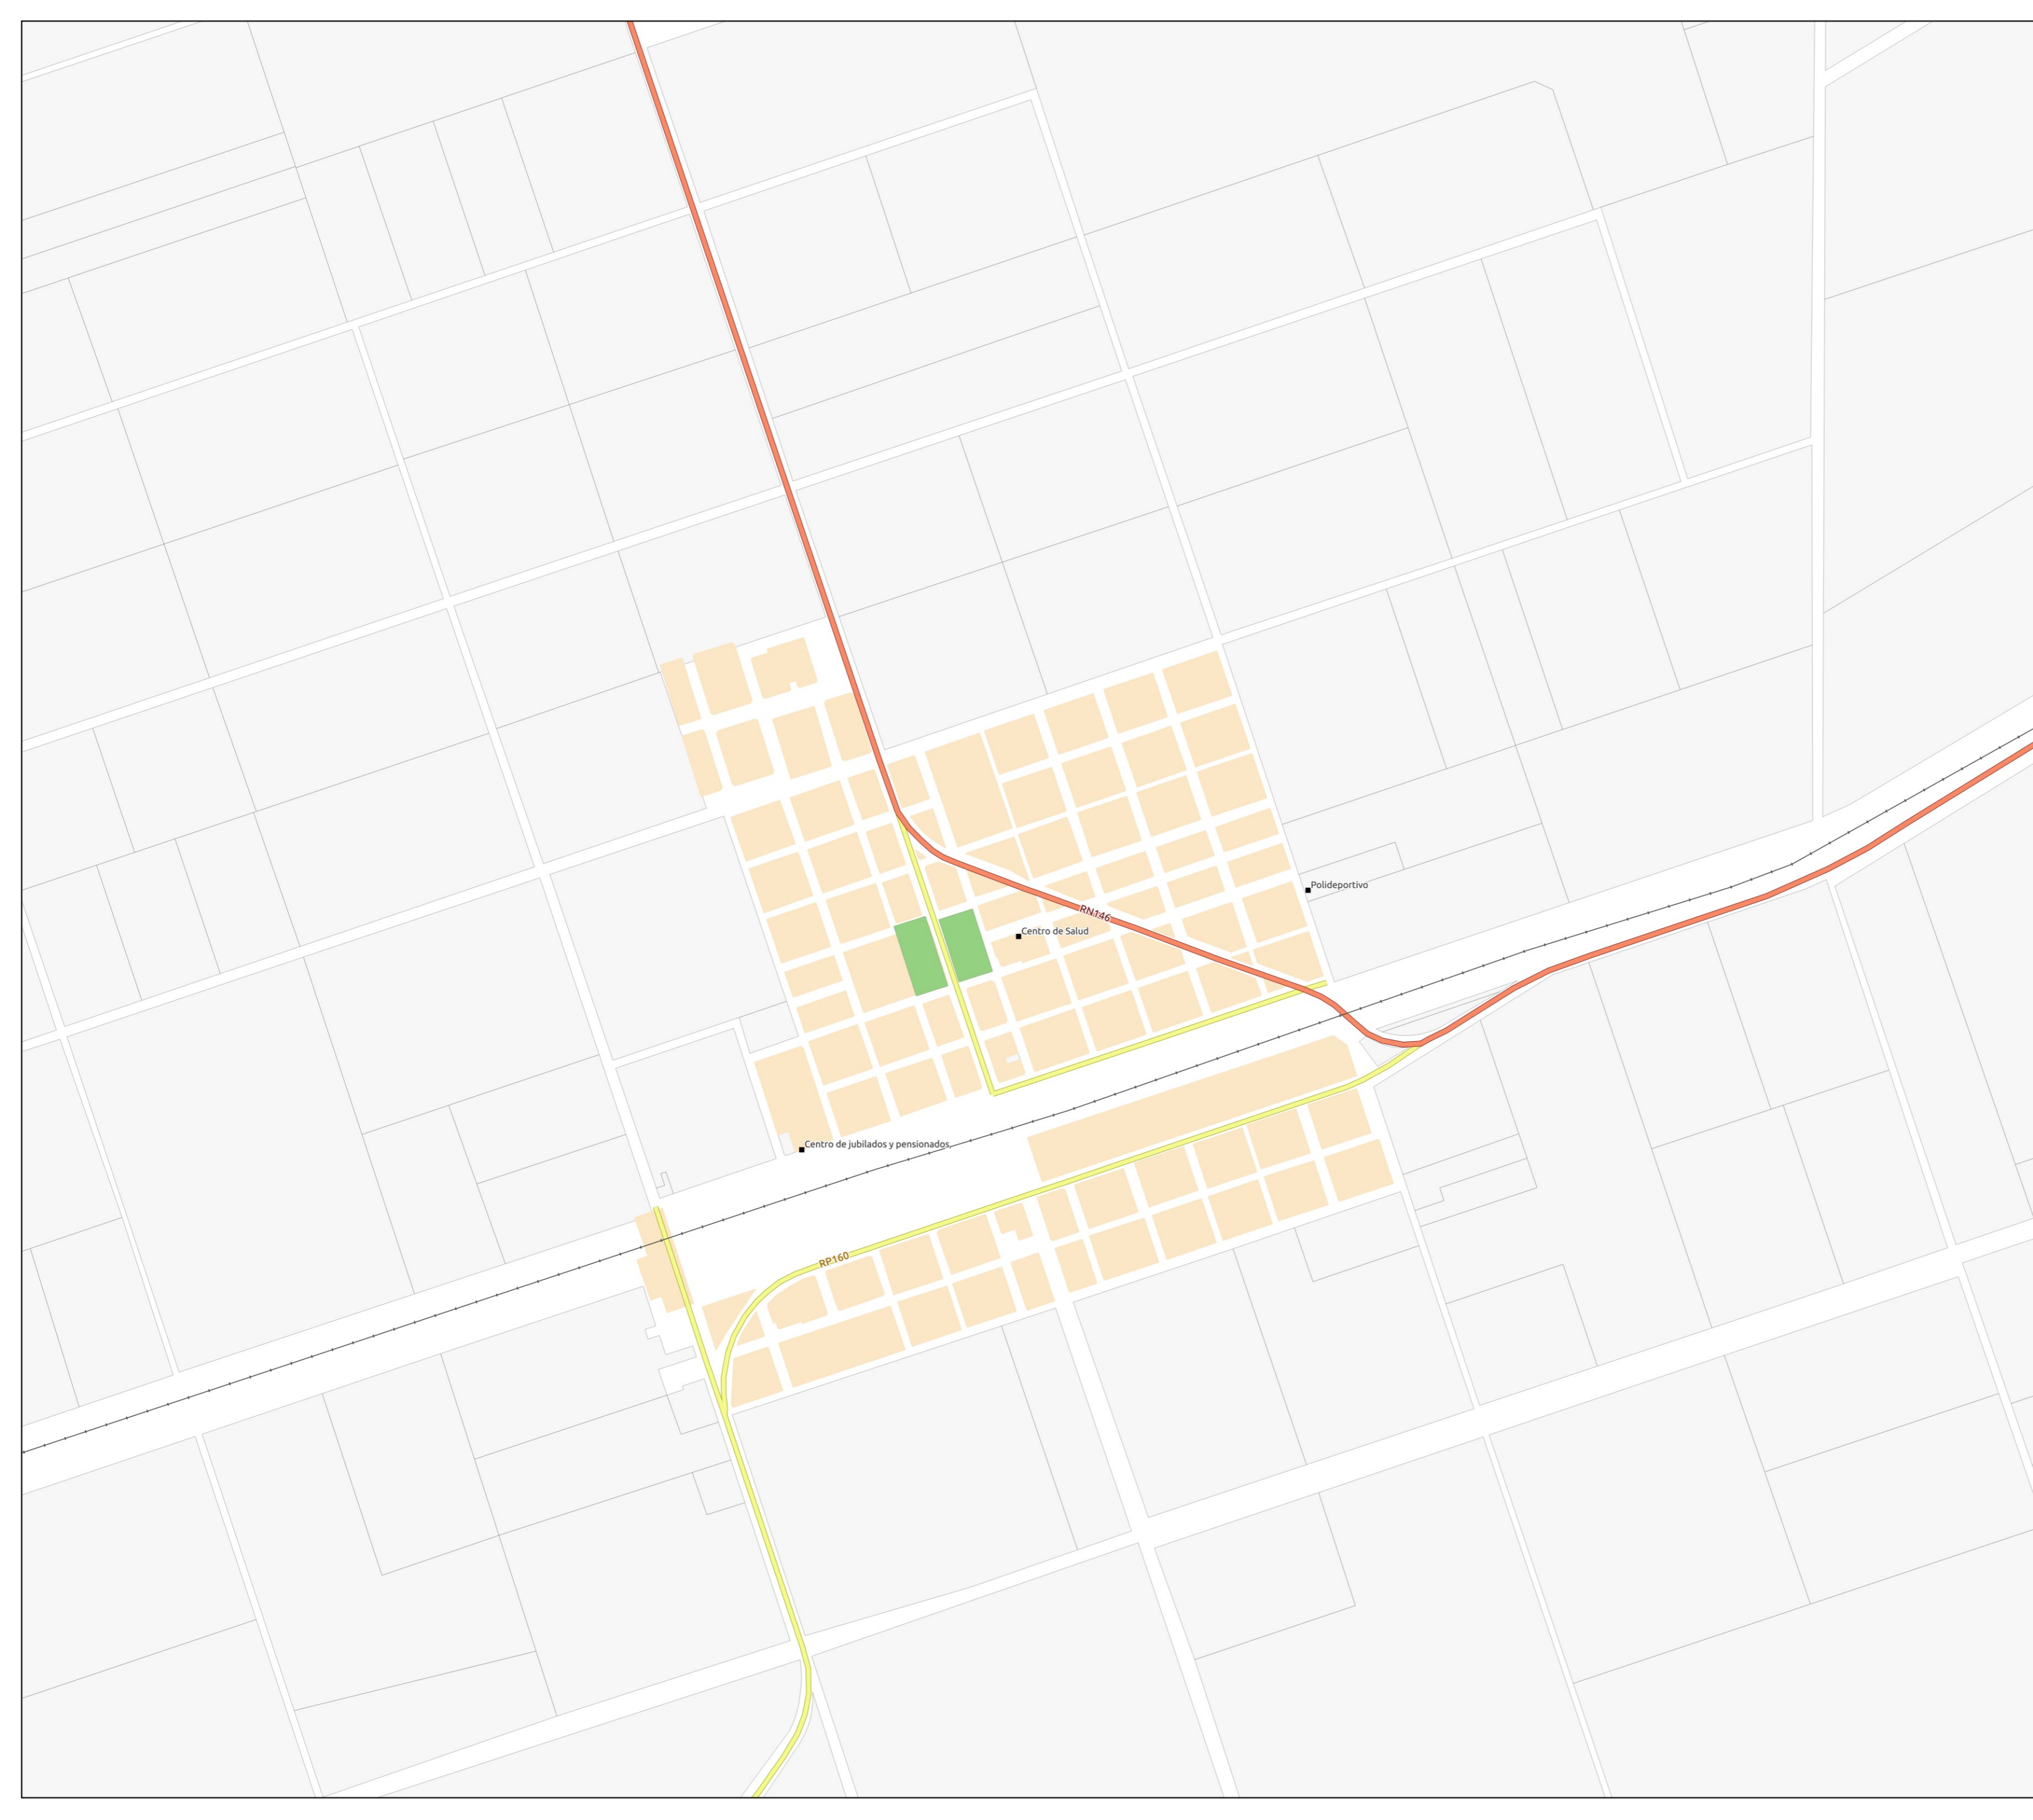 Polideportivo
RN146
Centro de Salud
Centro de jubilados y pensionados,
RP160